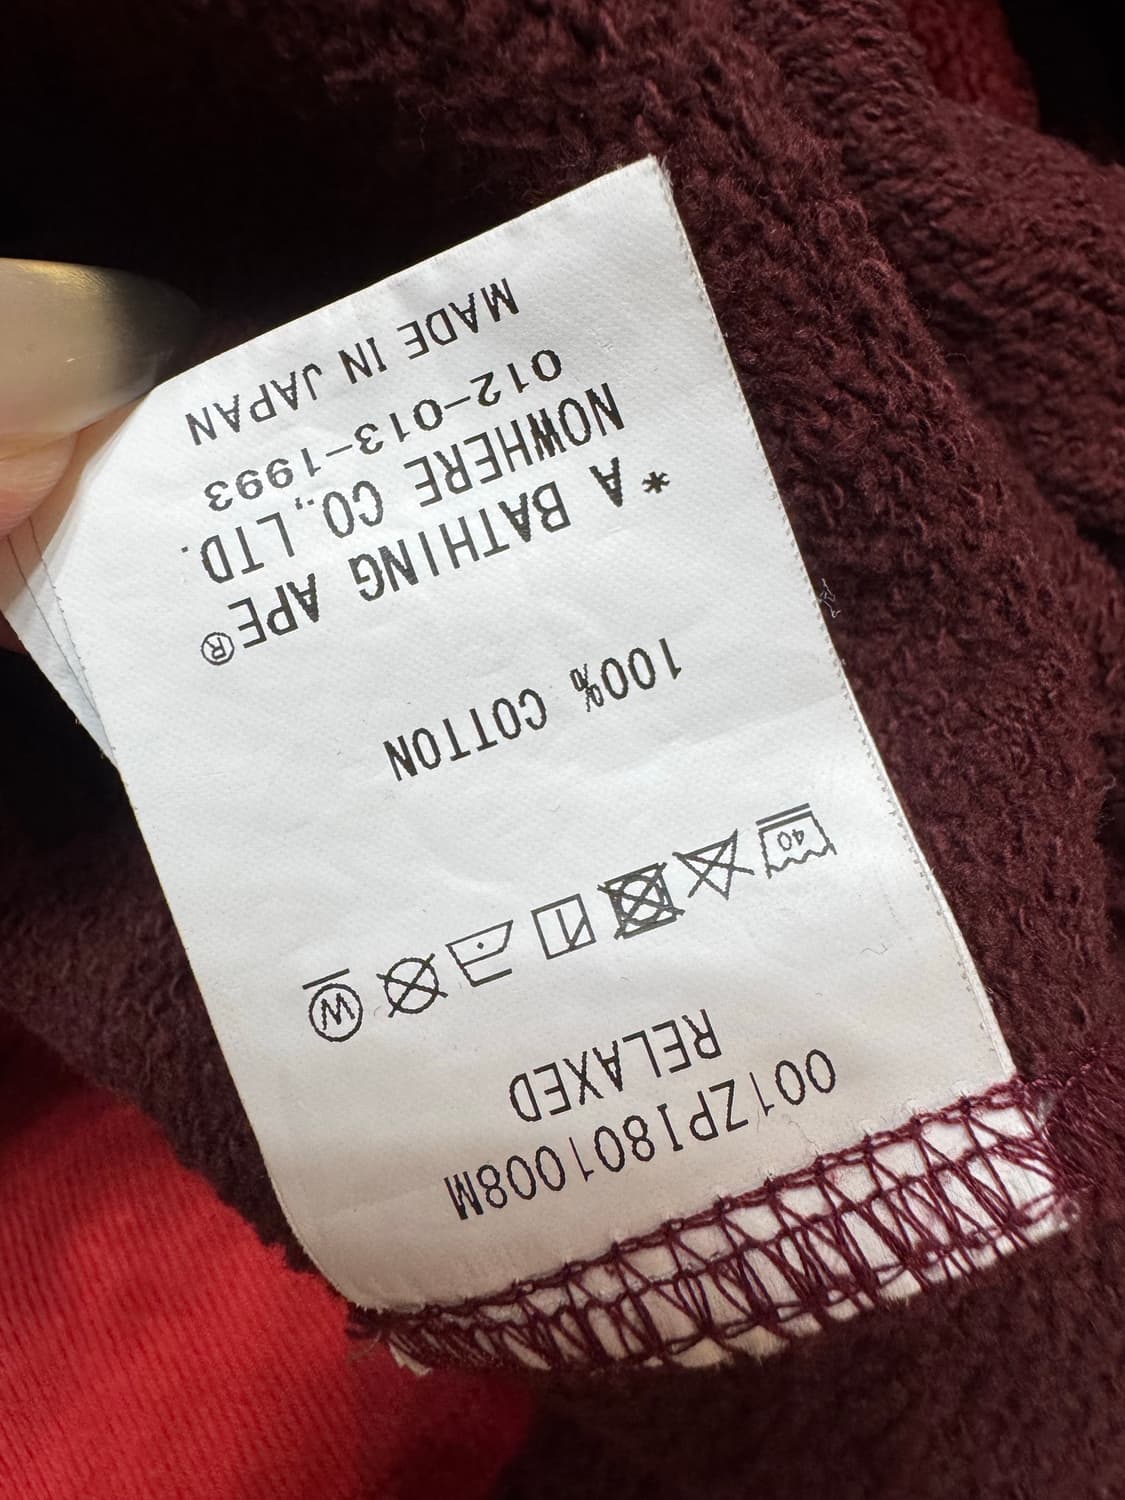 001ZPI801008M
RELAXED
40
W
100% COTTON
*A BATHING APE®
NOWHERE CO.,LTD.
012-013-1993
MADE IN JAPAN